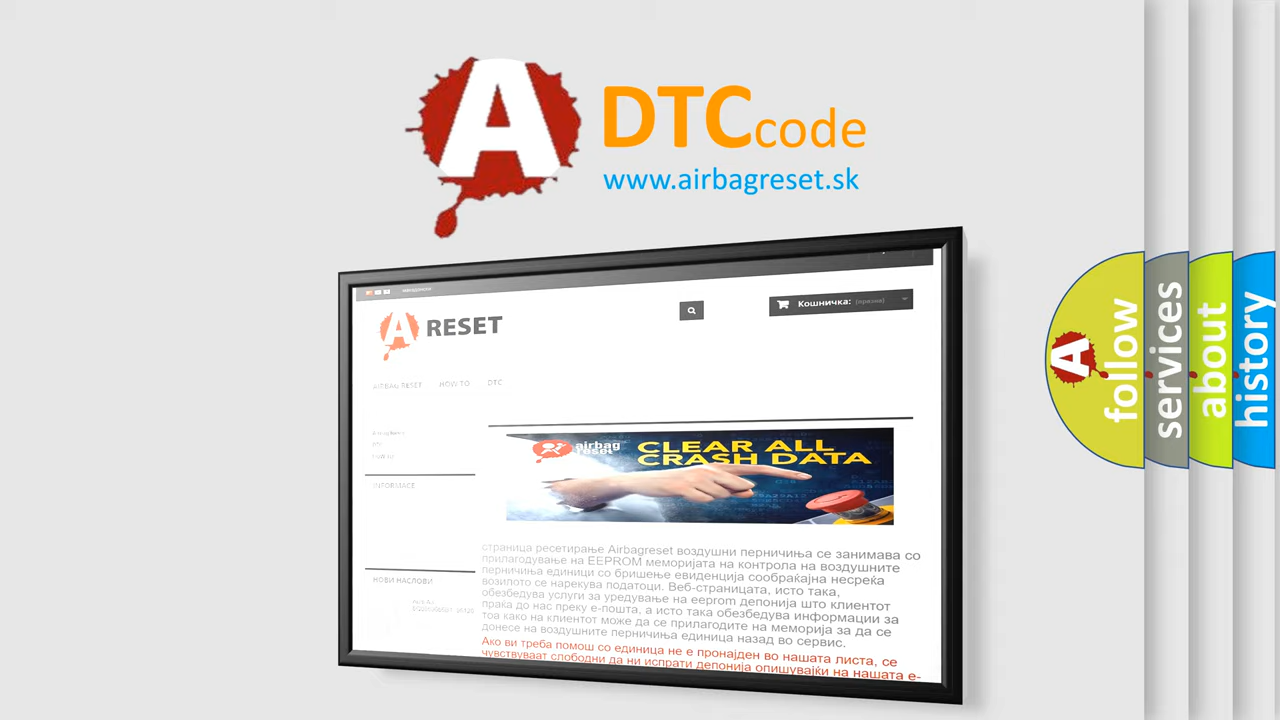 A DTCcode
www.airbagreset.sk
A RESET
Кошничка: (празно)
AIRBAG RESET HOW TO DTC
INFORMACE
airbag reset CLEAR ALL
CRASH DATA
страница ресетирање Airbagreset воздушни перничиња се занимава со
прилагодување на EEPROM меморијата на контрола на воздушните
перничиња единици со бришење евиденција сообраќајна несреќа
возилото се нарекува податоци. Веб-страницата, исто така,
обезбедува услуги за уредување на eeprom депонија што клиентот
праќа до нас преку е-пошта, а исто така обезбедува информации за
тоа како на клиентот може да се прилагодите на меморија за да се
донесе на воздушните перничиња единица назад во сервис.
Ако ви треба помош со единица не е пронајден во нашата листа, се
чувствуваат слободни да ни испрати депонија опишувајќи на нашата е-
НОВИ НАСЛОВИ
A follow
services
about
history